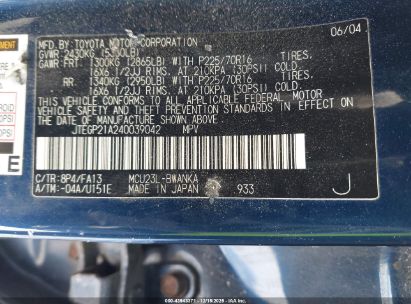 MFD. BY: TOYOTA MOTOR CORPORATION 06/04
GVWR: 2430KG (5360LB)
GAWR: FRT: 1300KG (2865LB) WITH P225/70R16 TIRES,
16X6 1/2JJ RIMS, AT 210KPA (30PSI) COLD
RR: 1340KG (2950LB) WITH P225/70R16 TIRES,
16X6 1/2JJ RIMS, AT 210KPA (30PSI) COLD
THIS VEHICLE CONFORMS TO ALL APPLICABLE FEDERAL MOTOR
VEHICLE SAFETY AND THEFT PREVENTION STANDARDS IN EFFECT ON
THE DATE OF MANUFACTURE SHOWN ABOVE.
JTEGP21A240039042 MPV
C/TR: 8P4/FA13 MCU23L-BWANKA
A/TM: -04A/U151E MADE IN JAPAN 933
J
E